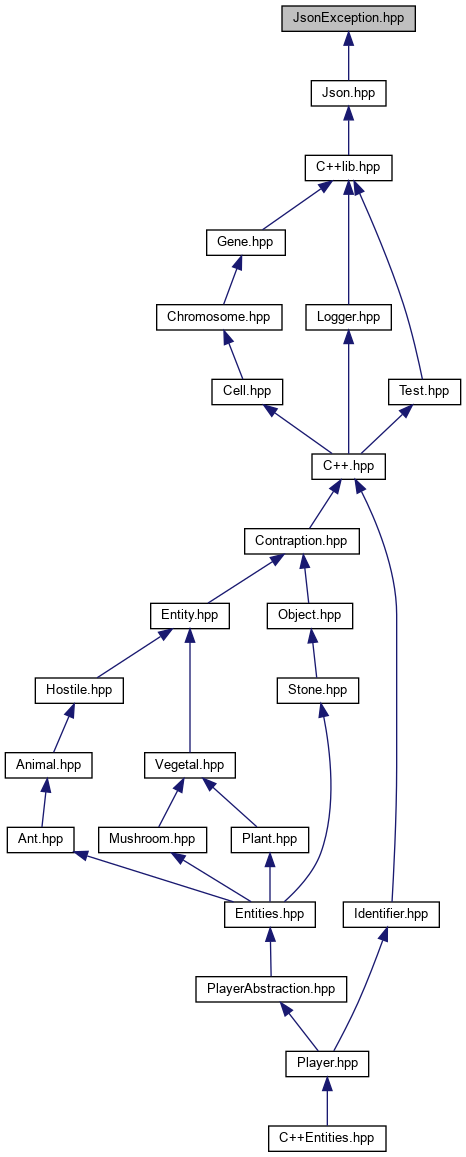 JsonException.hpp
Json.hpp
C++lib.hpp
Gene.hpp
Chromosome.hpp
Logger.hpp
Cell.hpp
Test.hpp
C++.hpp
Contraption.hpp
Entity.hpp
Object.hpp
Hostile.hpp
Stone.hpp
Animal.hpp
Vegetal.hpp
Ant.hpp
Mushroom.hpp
Plant.hpp
Entities.hpp
Identifier.hpp
PlayerAbstraction.hpp
Player.hpp
C++Entities.hpp